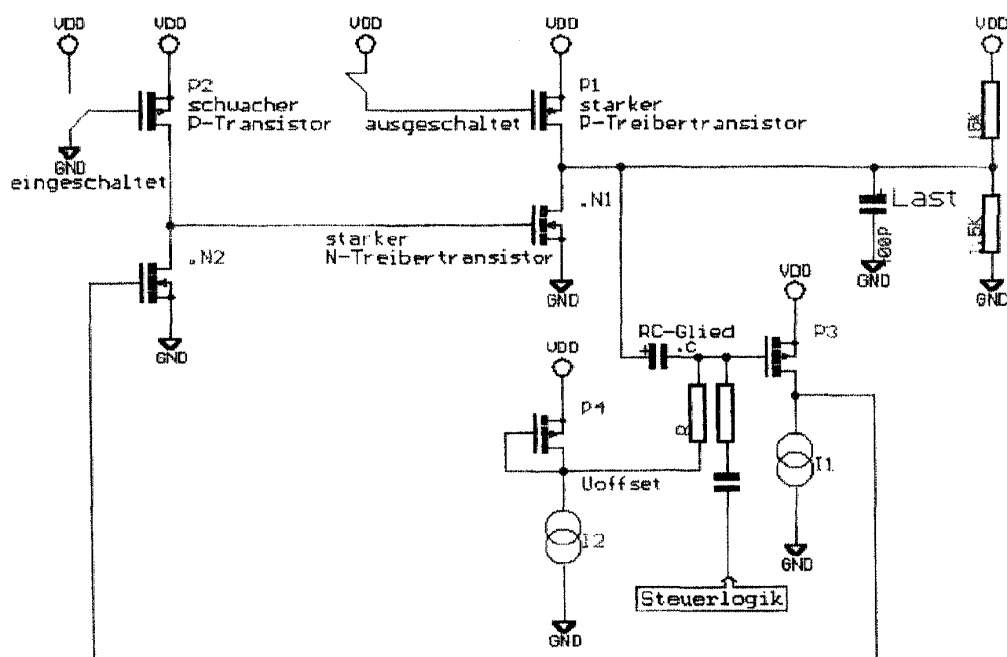 VDD
VDD
VDD
VDD
VDD
P2
schwacher
P-Transistor
P1
starker
P-Treibertransistor
ausgeschaltet
GND
eingeschaltet
.N1
Last
starker
N-Treibertransistor
.N2
GND
GND
GND
GND
VDD
RC-Glied
.C
P3
VDD
P4
R
I1
Uoffset
I2
GND
Steuerlogik
GND